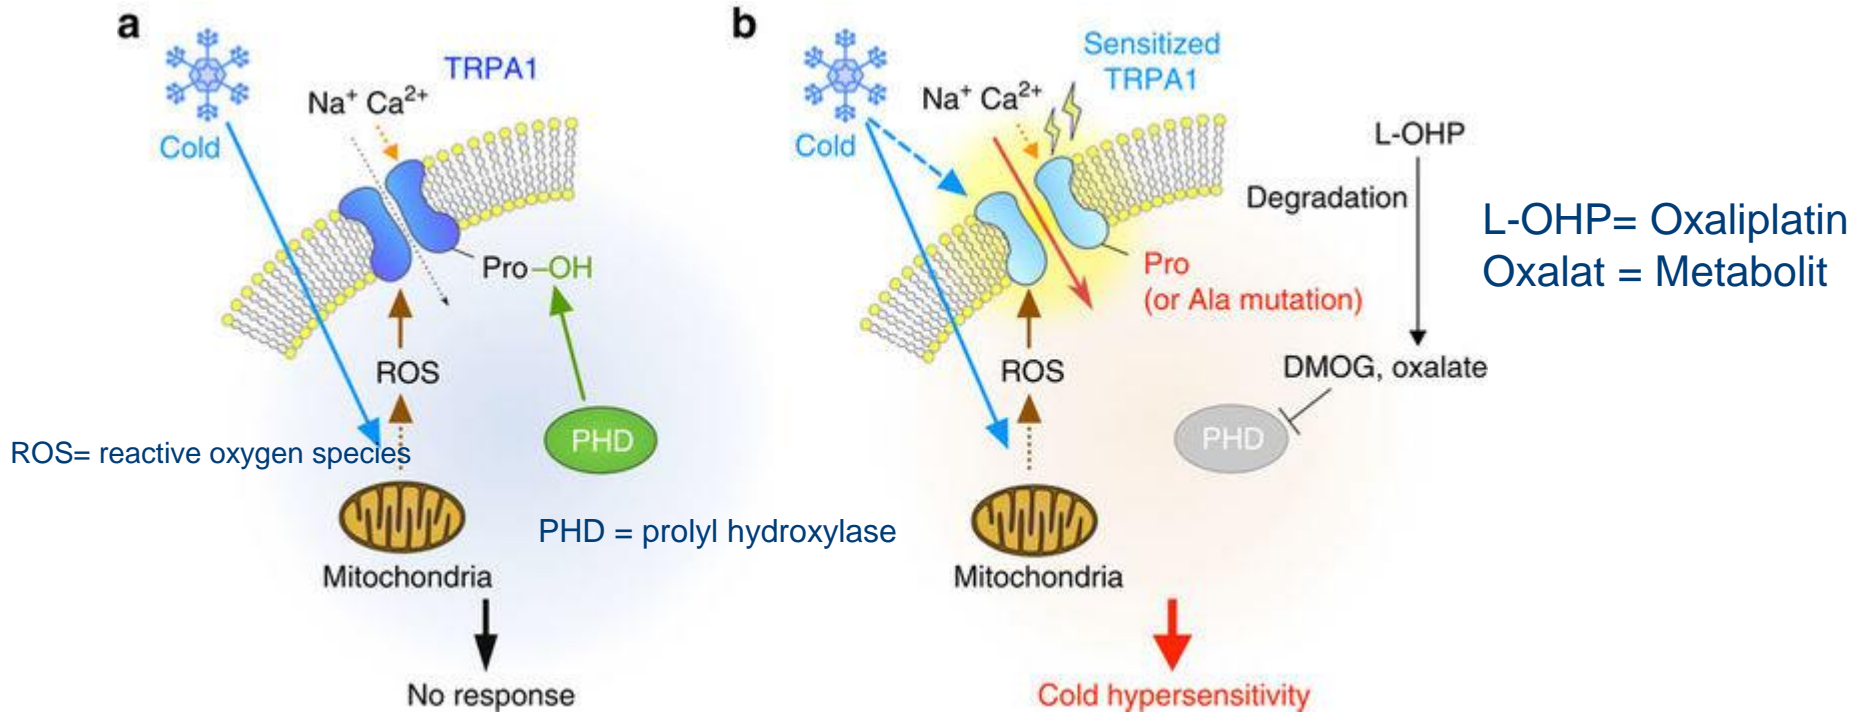 a
Cold
TRPA1
Na⁺ Ca²⁺
Pro–OH
ROS
PHD
ROS= reactive oxygen species
PHD = prolyl hydroxylase
Mitochondria
No response
b
Cold
Sensitized
TRPA1
Na⁺ Ca²⁺
L-OHP
Degradation
L-OHP= Oxaliplatin
Oxalat = Metabolit
Pro
(or Ala mutation)
ROS
DMOG, oxalate
PHD
Mitochondria
Cold hypersensitivity